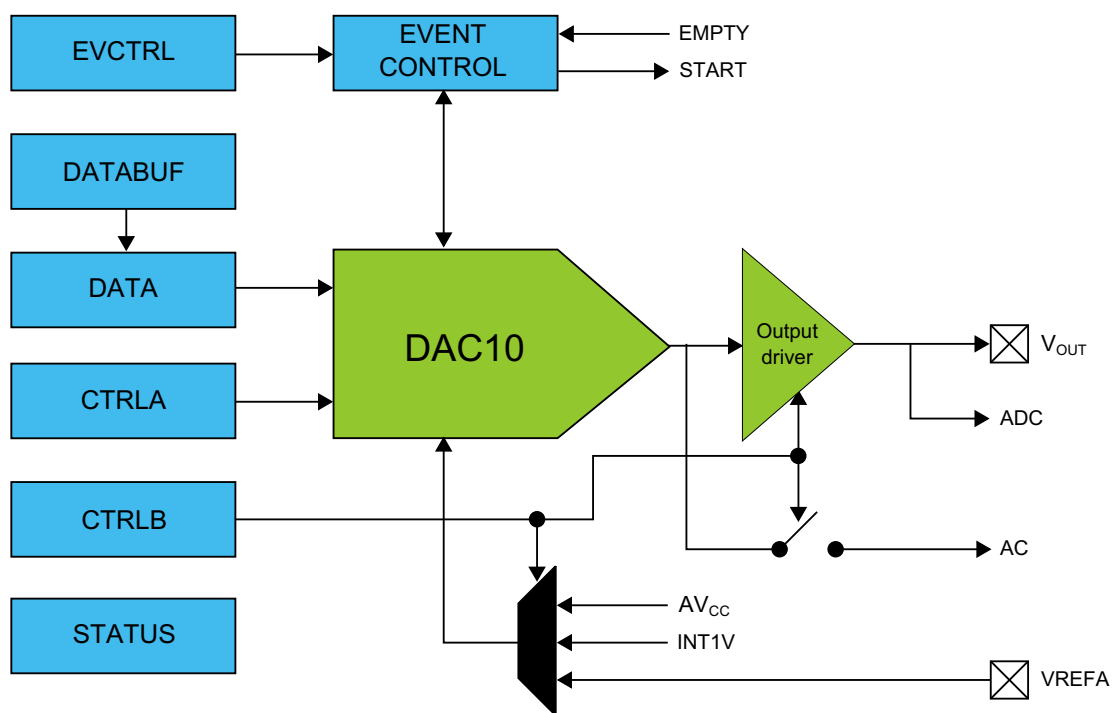 EVCTRL
EVENT
CONTROL
EMPTY
START
DATABUF
DATA
DAC10
Output
driver
VOUT
CTRLA
ADC
CTRLB
AC
STATUS
AVCC
INT1V
VREFA